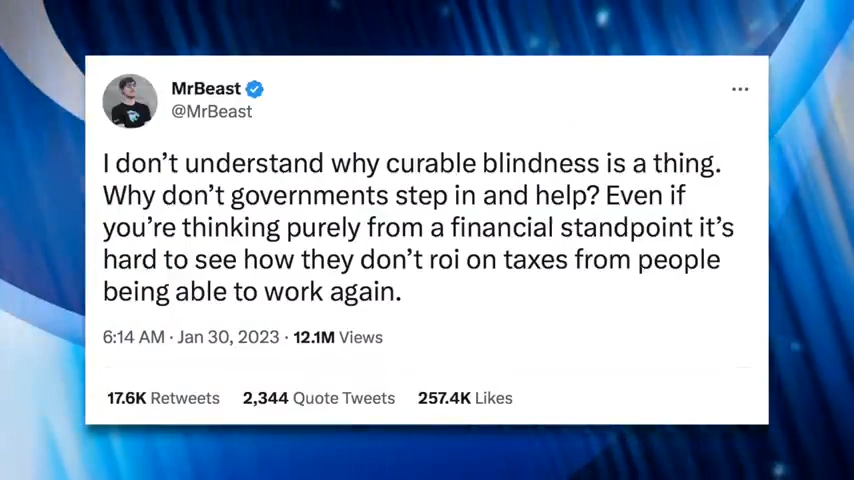 MrBeast
@MrBeast
I don’t understand why curable blindness is a thing.
Why don’t governments step in and help? Even if
you’re thinking purely from a financial standpoint it’s
hard to see how they don’t roi on taxes from people
being able to work again.
6:14 AM · Jan 30, 2023 · 12.1M Views
17.6K Retweets 2,344 Quote Tweets 257.4K Likes